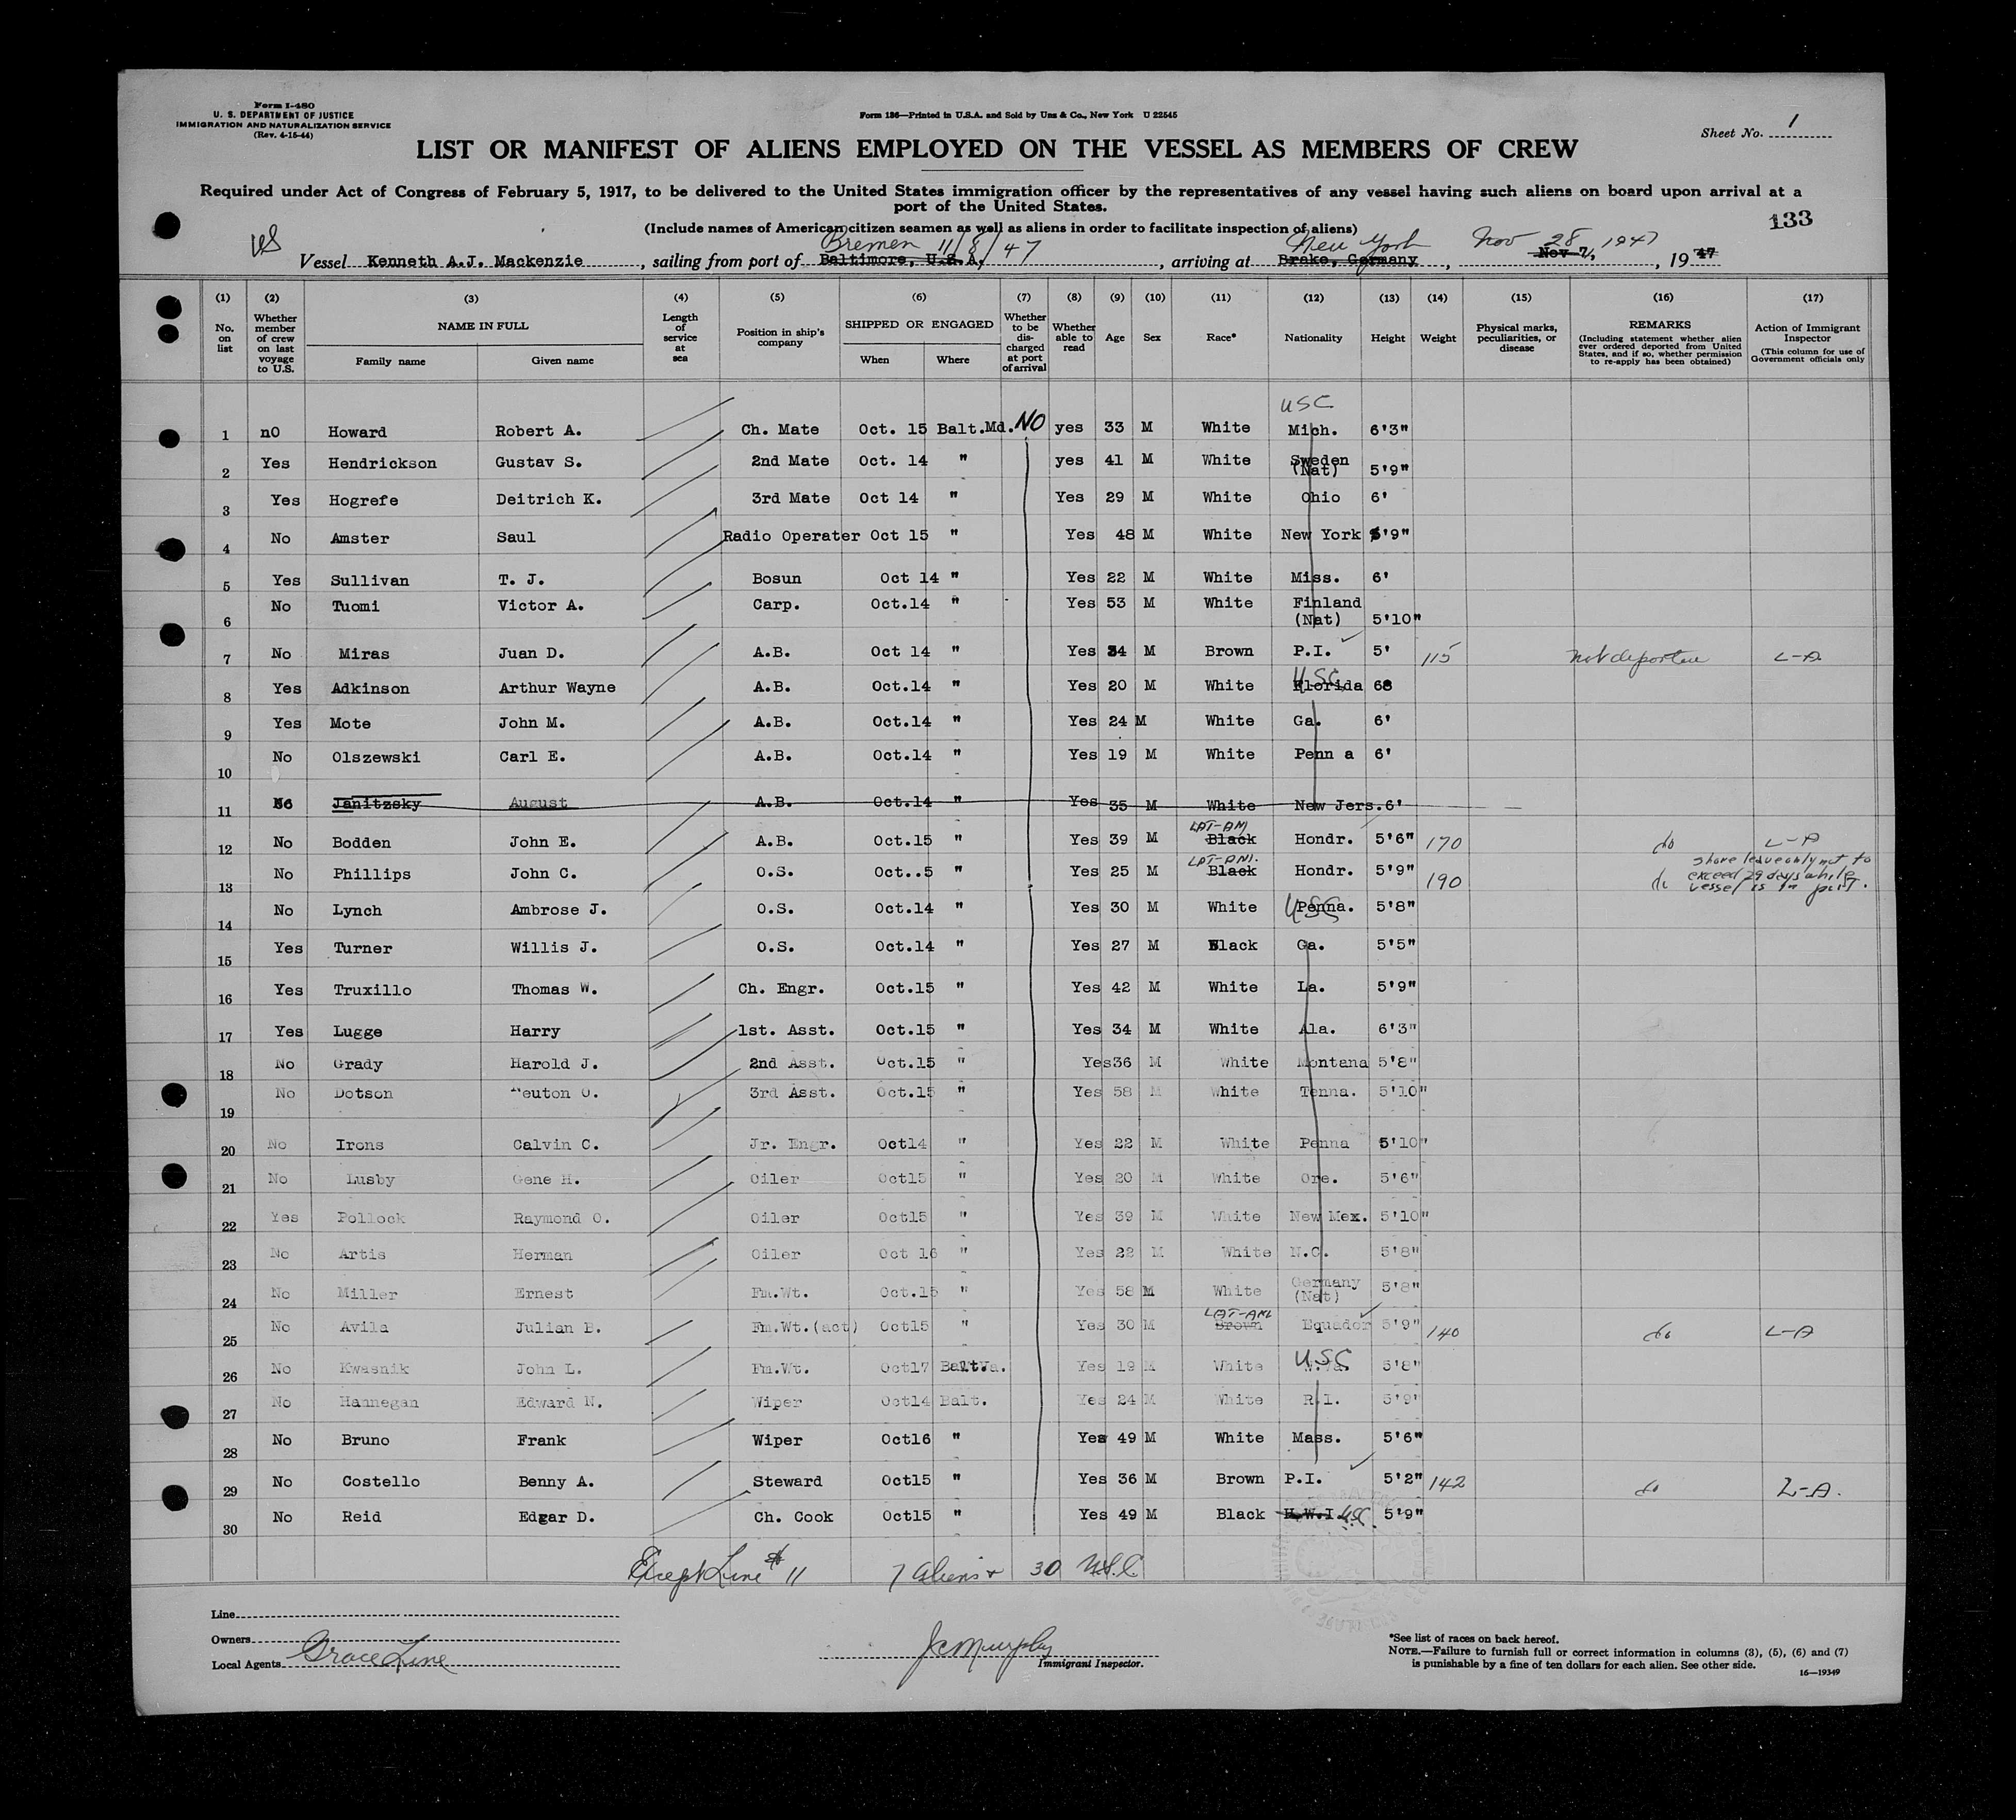 Form I-480
U. S. DEPARTMENT OF JUSTICE
IMMIGRATION AND NATURALIZATION SERVICE
(Rev. 4-15-44)
Form 136—Printed in U.S.A. and Sold by Unz & Co., New York U 22545
Sheet No. 1
LIST OR MANIFEST OF ALIENS EMPLOYED ON THE VESSEL AS MEMBERS OF CREW
Required under Act of Congress of February 5, 1917, to be delivered to the United States immigration officer by the representatives of any vessel having such aliens on board upon arrival at a
port of the United States.
(Include names of American citizen seamen as well as aliens in order to facilitate inspection of aliens)
133
US Bremen 11/8/47 New York Nov 28, 1947
Vessel Kenneth A.J. Mackenzie, sailing from port of Baltimore, U.S.A., arriving at Brake, Germany, Nov 7, 1947
(1) (2) (3) (4) (5) (6) (7) (8) (9) (10) (11) (12) (13) (14) (15) (16) (17)
No. on list
Whether member of crew on last voyage to U.S.
NAME IN FULL
Family name Given name
Length of service at sea
Position in ship's company
SHIPPED OR ENGAGED
When Where
Whether to be discharged at port of arrival
Whether able to read
Age Sex Race* Nationality Height Weight
Physical marks, peculiarities, or disease
REMARKS
(Including statement whether alien ever ordered deported from United States, and if so, whether permission to re-apply has been obtained)
Action of Immigrant Inspector
(This column for use of Government officials only
USC
1 nO Howard Robert A. Ch. Mate Oct. 15 Balt.Md. NO yes 33 M White Mich. 6'3"
2 Yes Hendrickson Gustav S. 2nd Mate Oct. 14 " yes 41 M White Sweden (Nat) 5'9"
3 Yes Hogrefe Deitrich K. 3rd Mate Oct 14 " Yes 29 M White Ohio 6'
4 No Amster Saul Radio Operater Oct 15 " Yes 48 M White New York 5'9"
5 Yes Sullivan T. J. Bosun Oct 14 " Yes 22 M White Miss. 6'
6 No Tuomi Victor A. Carp. Oct.14 " Yes 53 M White Finland (Nat) 5'10"
7 No Miras Juan D. A.B. Oct 14 " Yes 34 M Brown P.I. 5' 115 Not deported L-A
8 Yes Adkinson Arthur Wayne A.B. Oct.14 " Yes 20 M White Florida USC 68
9 Yes Mote John M. A.B. Oct.14 " Yes 24 M White Ga. 6'
10 No Olszewski Carl E. A.B. Oct.14 " Yes 19 M White Penn a 6'
11 No Janitzsky August A.B. Oct.14 " Yes 35 M White New Jers. 6'
12 No Bodden John E. A.B. Oct.15 " Yes 39 M Black LAT-AM Hondr. 5'6" 170 do L-A
13 No Phillips John C. O.S. Oct..5 " Yes 25 M Black LAT-AM. Hondr. 5'9" 190 do shore leave only not to exceed 29 days while vessel is in port.
14 No Lynch Ambrose J. O.S. Oct.14 " Yes 30 M White Penna. USC 5'8"
15 Yes Turner Willis J. O.S. Oct.14 " Yes 27 M Black Ga. 5'5"
16 Yes Truxillo Thomas W. Ch. Engr. Oct.15 " Yes 42 M White La. 5'9"
17 Yes Lugge Harry 1st. Asst. Oct.15 " Yes 34 M White Ala. 6'3"
18 No Grady Harold J. 2nd Asst. Oct.15 " Yes 36 M White Montana 5'8"
19 No Dotson O. 3rd Asst. Oct.15 " Yes 58 M White Tenna. 5'10"
20 No Irons Calvin C. Jr. Engr. Oct14 " Yes 22 M White Penna 5'10"
21 No Lusby Gene H. Oiler Oct15 " Yes 20 M White Ore. 5'6"
22 Yes Pollock Raymond O. Oiler Oct15 " Yes 39 M White New Mex. 5'10"
23 No Artis Herman Oiler Oct 16 " Yes 22 M White N.C. 5'8"
24 No Miller Ernest Fm.Wt. Oct.15 " Yes 58 M White Germany (Nat) 5'8"
25 No Avila Julian B. Fm.Wt.(act) Oct15 " Yes 30 M Brown LAT-AM Equador 5'9" 140 do L-A
26 No Kwasnik John L. Fm.Wt. Oct17 Yes 19 M White USC 5'8"
27 No Hannegan Edward N. Wiper Oct14 Balt. Yes 24 M White R.I. 5'9"
28 No Bruno Frank Wiper Oct16 " Yes 49 M White Mass. 5'6"
29 No Costello Benny A. Steward Oct15 " Yes 36 M Brown P.I. 5'2" 142 do L-A.
30 No Reid Edgar D. Ch. Cook Oct15 " Yes 49 M Black USC 5'9"
Except Line # 11 7 Aliens + 30 U.S.C.
Line
Owners
Local Agents Grace Line
JC Murphy
Immigrant Inspector.
*See list of races on back hereof.
NOTE.—Failure to furnish full or correct information in columns (3), (5), (6) and (7)
is punishable by a fine of ten dollars for each alien. See other side.
16—19349